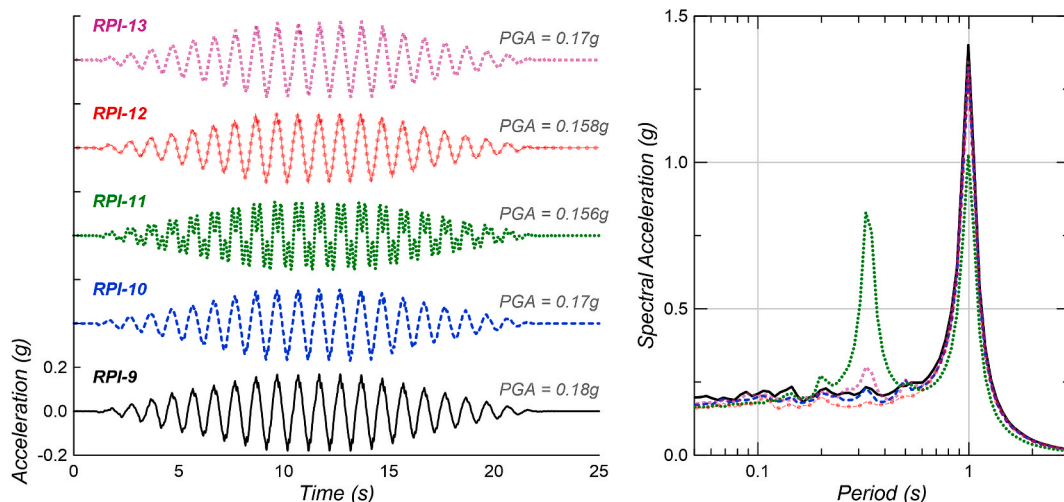 RPI-13
PGA = 0.17g
RPI-12
PGA = 0.158g
RPI-11
PGA = 0.156g
RPI-10
PGA = 0.17g
RPI-9
PGA = 0.18g
Acceleration (g)
0.2
0.0
-0.2
0
5
10
15
20
25
Time (s)
Spectral Acceleration (g)
1.5
1.0
0.5
0.0
0.1
1
Period (s)